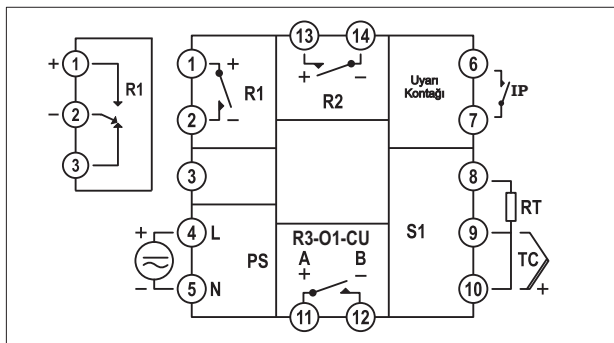 13 14
+ 1 R1
− 2
3
1 + R1
2 −
3
+ 4 L
− 5 N
PS
+ −
R2
Uyarı
Kontağı
6
IP
7
8
RT
S1
9
TC
10 +
R3-O1-CU
A B
+ −
11 12